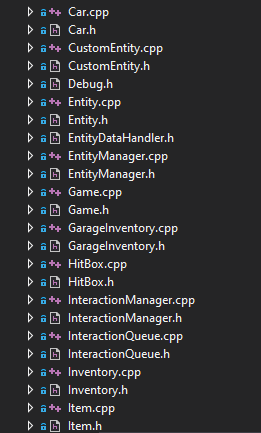 Car.cpp
Car.h
CustomEntity.cpp
CustomEntity.h
Debug.h
Entity.cpp
Entity.h
EntityDataHandler.h
EntityManager.cpp
EntityManager.h
Game.cpp
Game.h
GarageInventory.cpp
GarageInventory.h
HitBox.cpp
HitBox.h
InteractionManager.cpp
InteractionManager.h
InteractionQueue.cpp
InteractionQueue.h
Inventory.cpp
Inventory.h
Item.cpp
Item.h